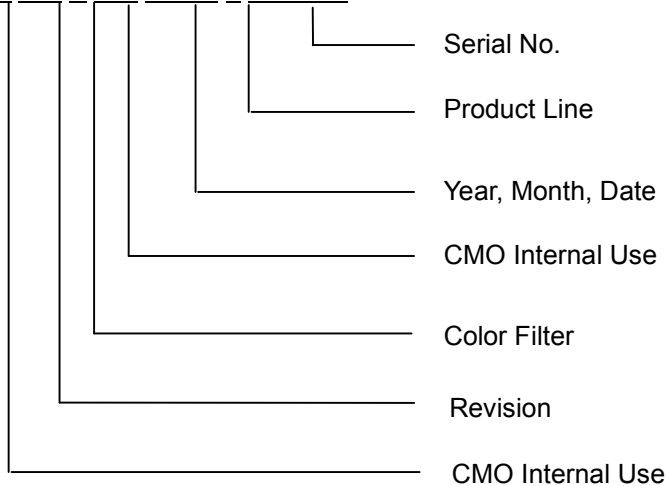 Serial No.
Product Line
Year, Month, Date
CMO Internal Use
Color Filter
Revision
CMO Internal Use